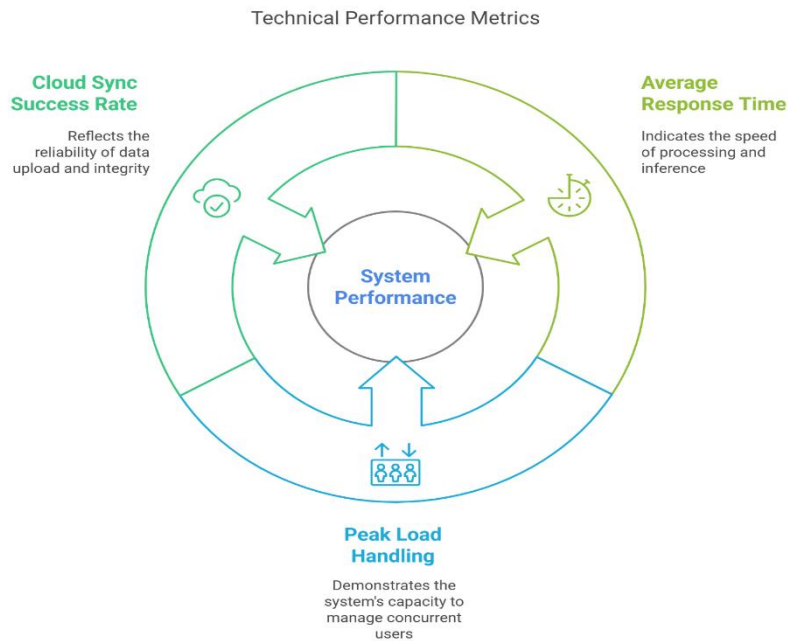 Technical Performance Metrics
Cloud Sync
Success Rate
Reflects the
reliability of data
upload and integrity
Average
Response Time
Indicates the speed
of processing and
inference
System
Performance
Peak Load
Handling
Demonstrates the
system's capacity to
manage concurrent
users